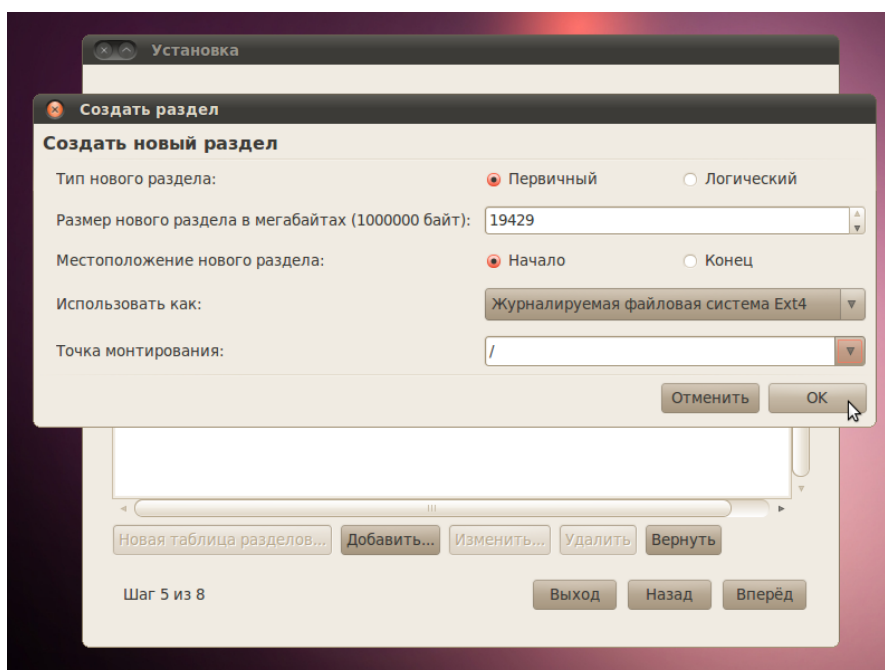 Установка
Создать раздел
Создать новый раздел
Тип нового раздела: Первичный Логический
Размер нового раздела в мегабайтах (1000000 байт): 19429
Местоположение нового раздела: Начало Конец
Использовать как: Журналируемая файловая система Ext4
Точка монтирования: /
Отменить OK
Новая таблица разделов... Добавить... Изменить... Удалить Вернуть
Шаг 5 из 8 Выход Назад Вперёд